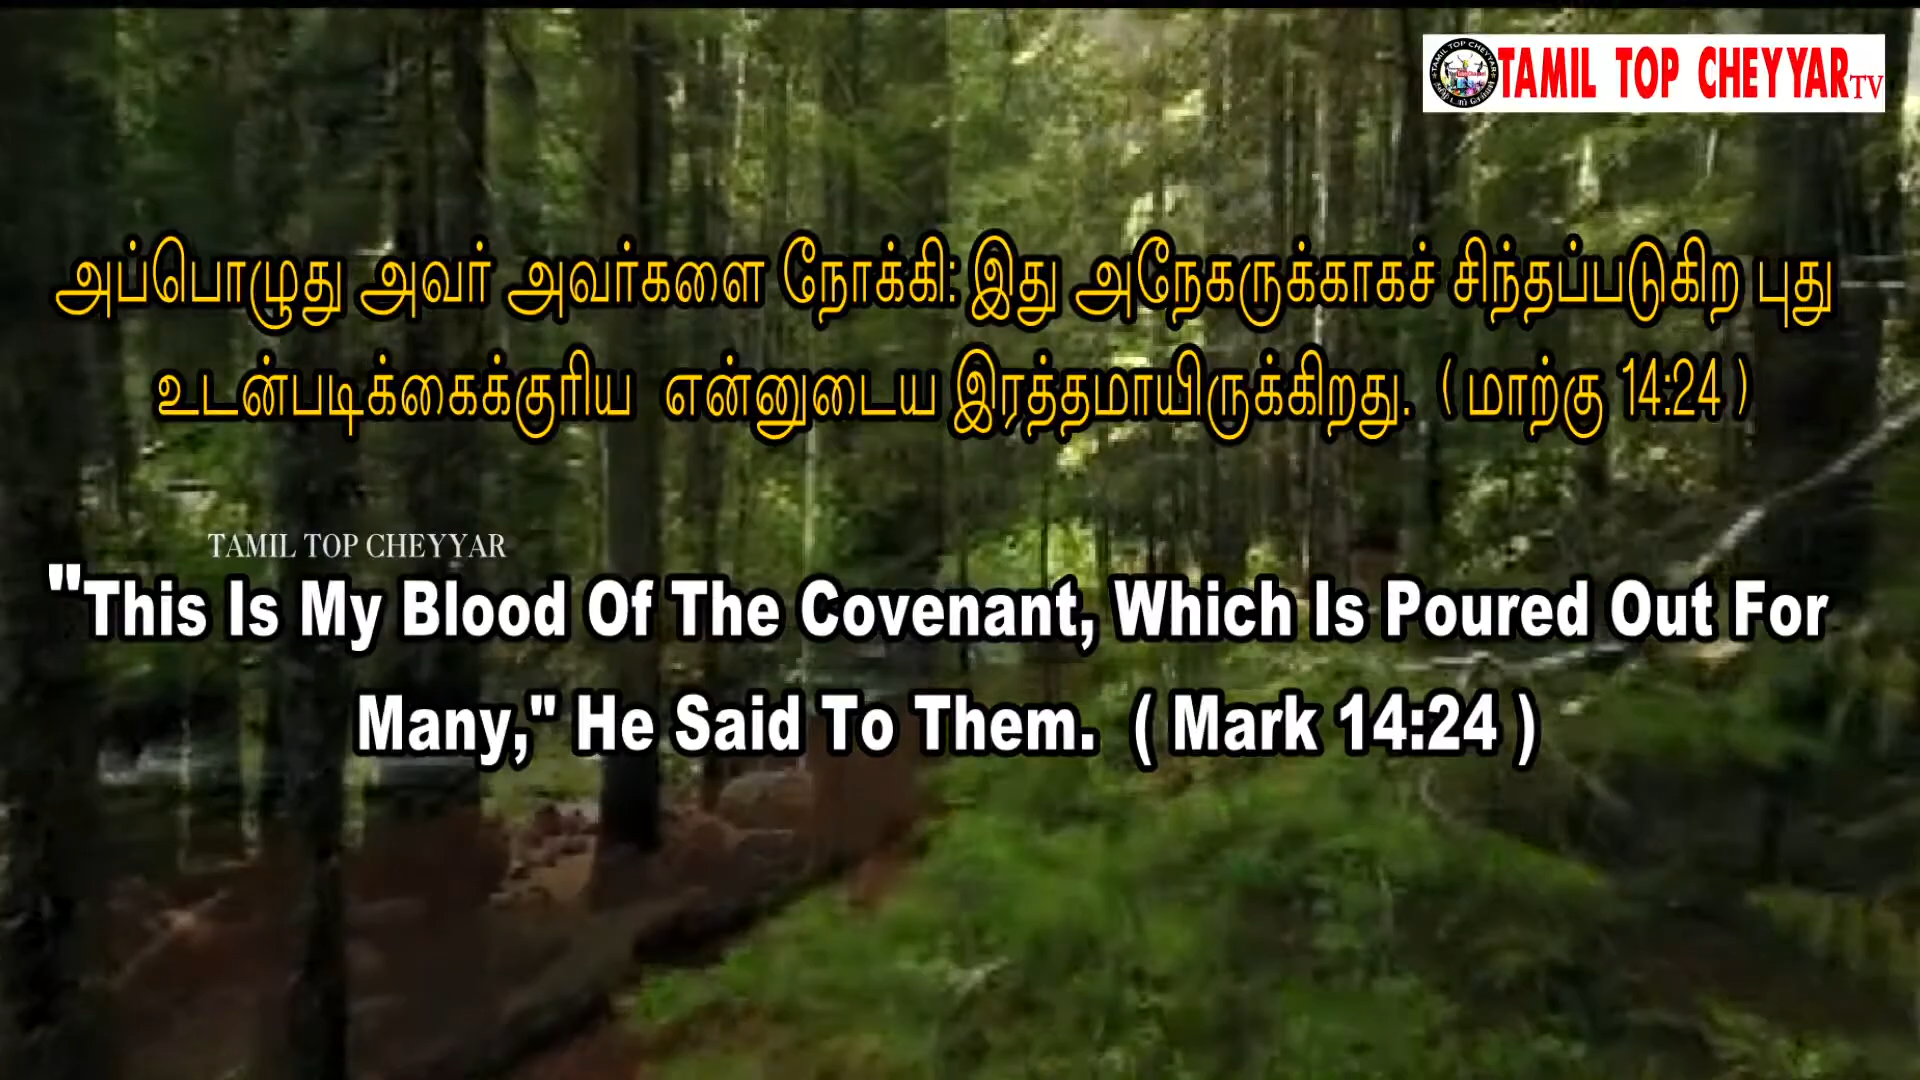 TAMIL TOP CHEYYAR TV
அப்பொழுது அவர் அவர்களை நோக்கி: இது அநேகருக்காகச் சிந்தப்படுகிற புது
உடன்படிக்கைக்குரிய என்னுடைய இரத்தமாயிருக்கிறது. ( மாற்கு 14:24 )
TAMIL TOP CHEYYAR
"This Is My Blood Of The Covenant, Which Is Poured Out For
Many," He Said To Them. ( Mark 14:24 )